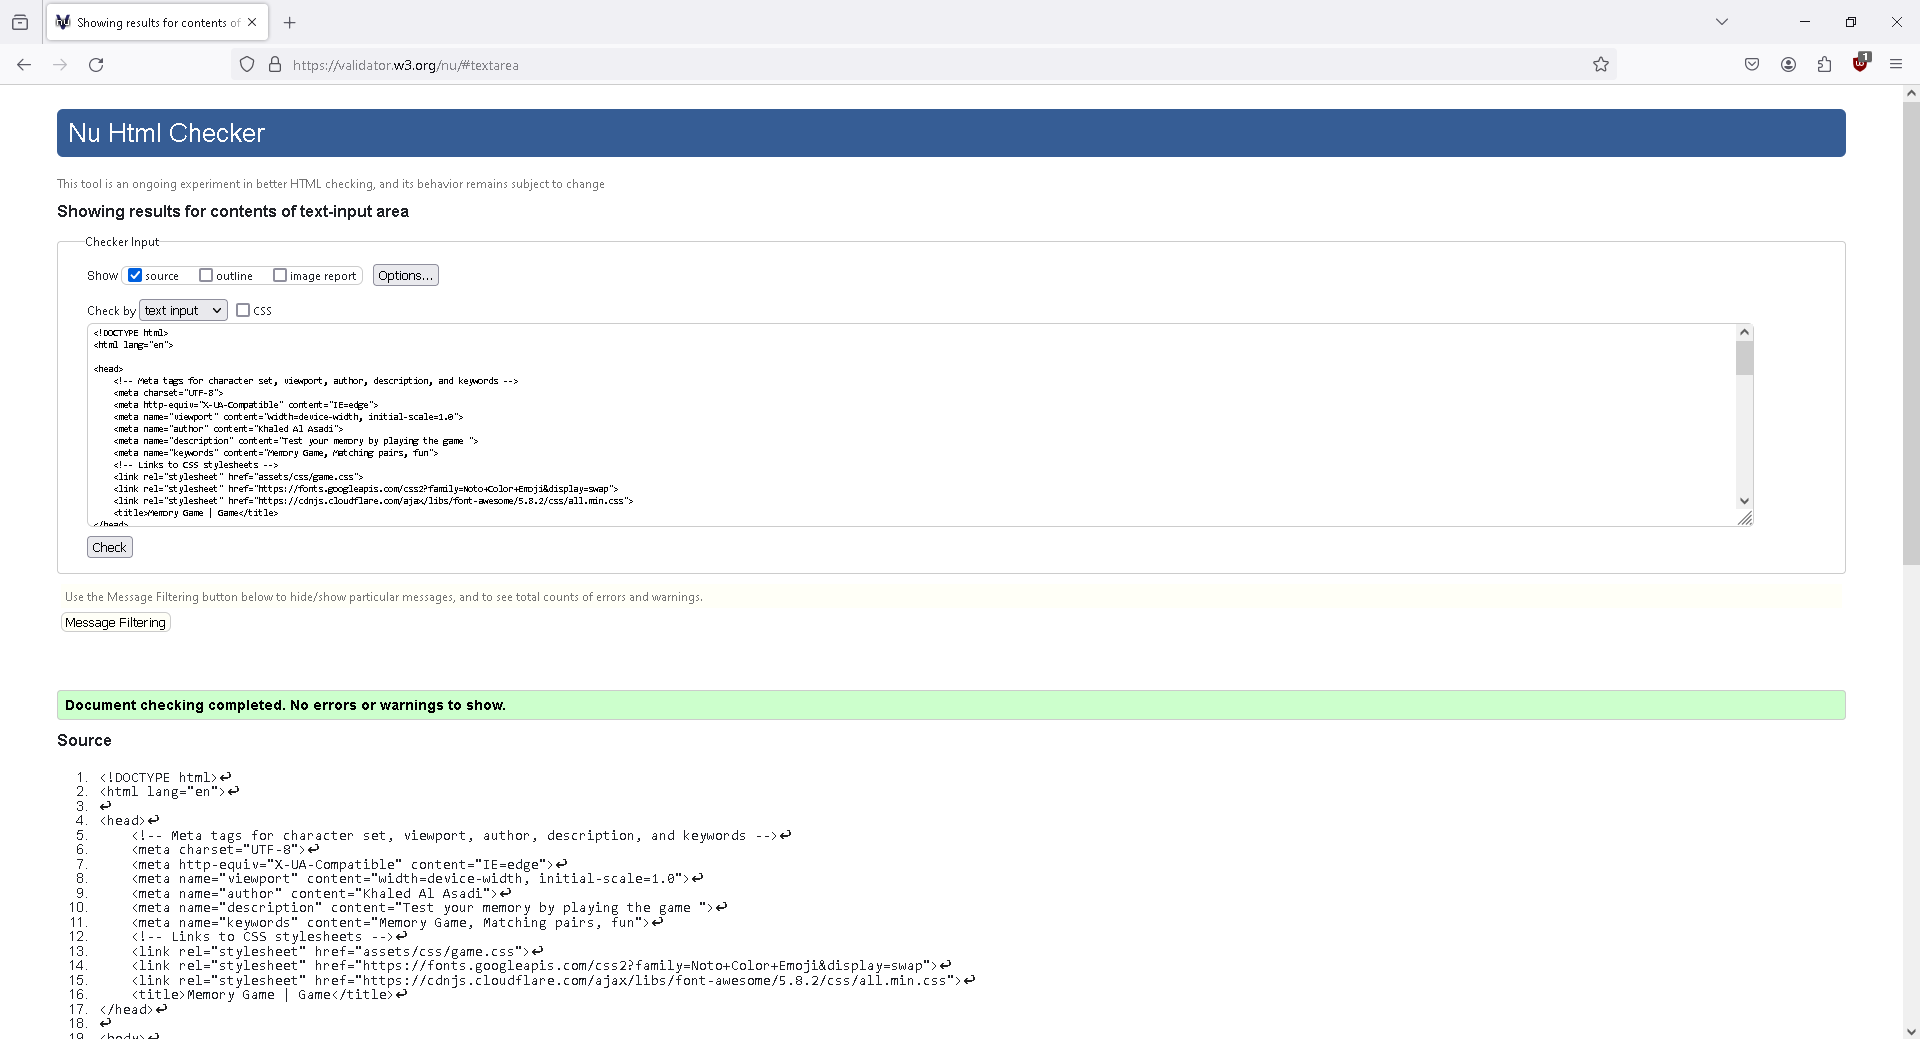 Showing results for contents of
https://validator.w3.org/nu/#textarea
1
Nu Html Checker
This tool is an ongoing experiment in better HTML checking, and its behavior remains subject to change
Showing results for contents of text-input area
Checker Input
Show source outline image report Options...
Check by text input CSS
<!DOCTYPE html>
<html lang="en">
<head>
<!-- Meta tags for character set, viewport, author, description, and keywords -->
<meta charset="UTF-8">
<meta http-equiv="X-UA-Compatible" content="IE=edge">
<meta name="viewport" content="width=device-width, initial-scale=1.0">
<meta name="author" content="Khaled Al Asadi">
<meta name="description" content="Test your memory by playing the game ">
<meta name="keywords" content="Memory Game, Matching pairs, fun">
<!-- Links to CSS stylesheets -->
<link rel="stylesheet" href="assets/css/game.css">
<link rel="stylesheet" href="https://fonts.googleapis.com/css2?family=Noto+Color+Emoji&display=swap">
<link rel="stylesheet" href="https://cdnjs.cloudflare.com/ajax/libs/font-awesome/5.8.2/css/all.min.css">
<title>Memory Game | Game</title>
</head>
Check
Use the Message Filtering button below to hide/show particular messages, and to see total counts of errors and warnings.
Message Filtering
Document checking completed. No errors or warnings to show.
Source
1. <!DOCTYPE html>↩
2. <html lang="en">↩
3. ↩
4. <head>↩
5. <!-- Meta tags for character set, viewport, author, description, and keywords -->↩
6. <meta charset="UTF-8">↩
7. <meta http-equiv="X-UA-Compatible" content="IE=edge">↩
8. <meta name="viewport" content="width=device-width, initial-scale=1.0">↩
9. <meta name="author" content="Khaled Al Asadi">↩
10. <meta name="description" content="Test your memory by playing the game ">↩
11. <meta name="keywords" content="Memory Game, Matching pairs, fun">↩
12. <!-- Links to CSS stylesheets -->↩
13. <link rel="stylesheet" href="assets/css/game.css">↩
14. <link rel="stylesheet" href="https://fonts.googleapis.com/css2?family=Noto+Color+Emoji&display=swap">↩
15. <link rel="stylesheet" href="https://cdnjs.cloudflare.com/ajax/libs/font-awesome/5.8.2/css/all.min.css">↩
16. <title>Memory Game | Game</title>↩
17. </head>↩
18. ↩
19. <body>↩